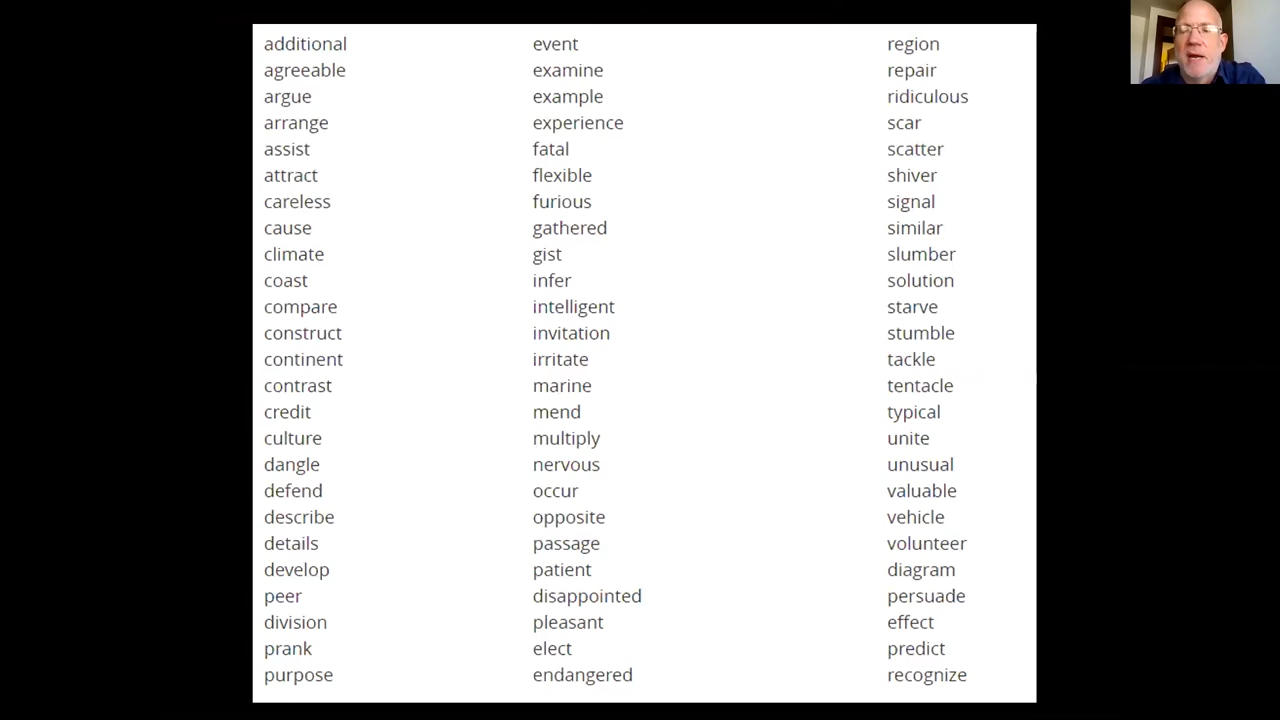 additional event region
agreeable examine repair
argue example ridiculous
arrange experience scar
assist fatal scatter
attract flexible shiver
careless furious signal
cause gathered similar
climate gist slumber
coast infer solution
compare intelligent starve
construct invitation stumble
continent irritate tackle
contrast marine tentacle
credit mend typical
culture multiply unite
dangle nervous unusual
defend occur valuable
describe opposite vehicle
details passage volunteer
develop patient diagram
peer disappointed persuade
division pleasant effect
prank elect predict
purpose endangered recognize